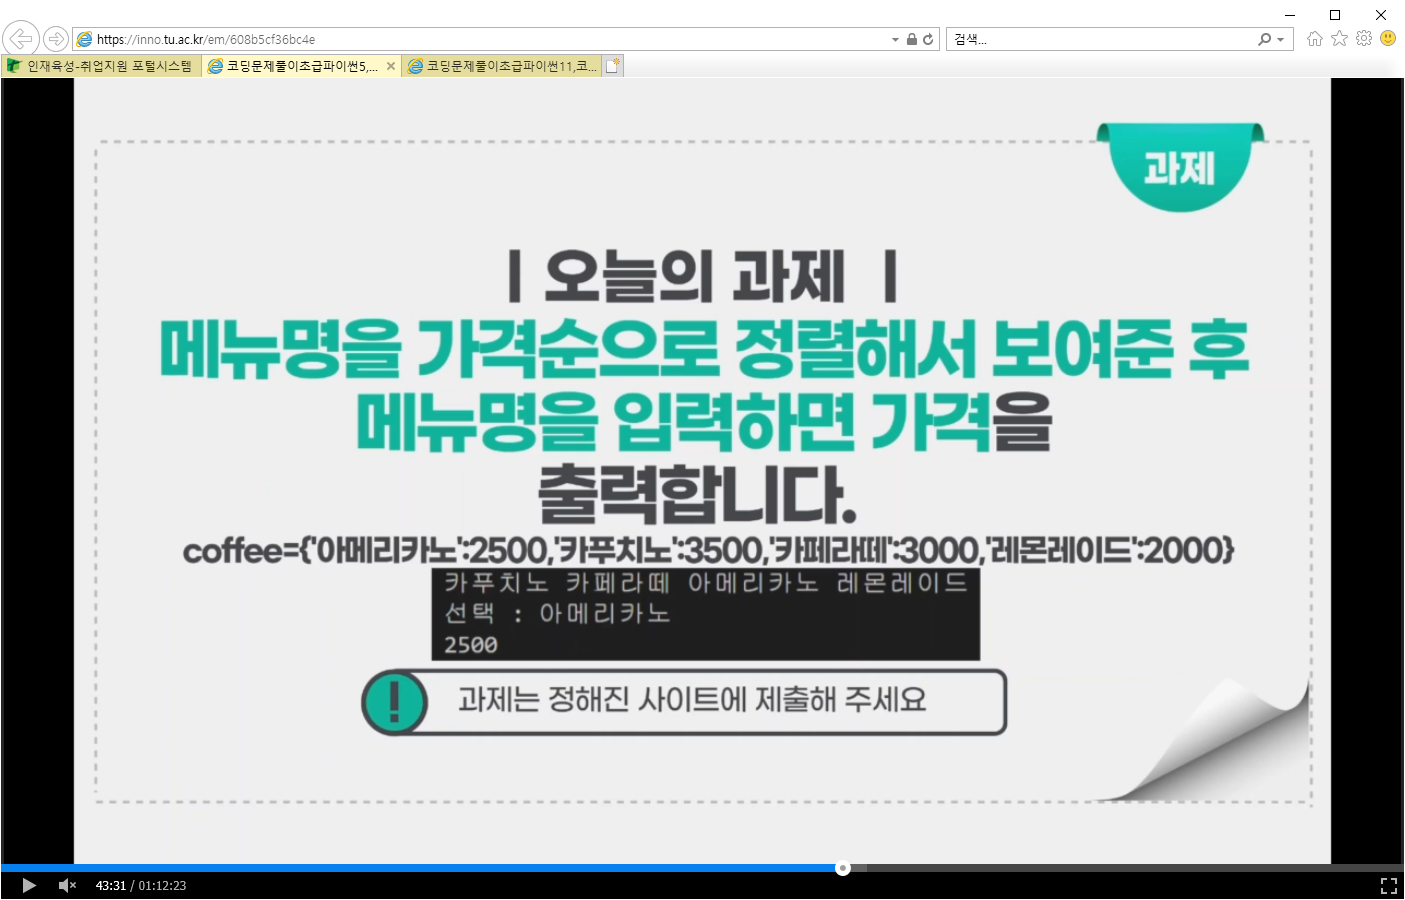 https://inno.tu.ac.kr/em/608b5cf36bc4e
검색...
인재육성-취업지원 포털시스템
코딩문제풀이초급파이썬5,...
코딩문제풀이초급파이썬11,코...
과제
| 오늘의 과제 |
메뉴명을 가격순으로 정렬해서 보여준 후
메뉴명을 입력하면 가격을
출력합니다.
coffee={'아메리카노':2500,'카푸치노':3500,'카페라떼':3000,'레몬레이드':2000}
카푸치노 카페라떼 아메리카노 레몬레이드
선택 : 아메리카노
2500
! 과제는 정해진 사이트에 제출해 주세요
43:31 / 01:12:23